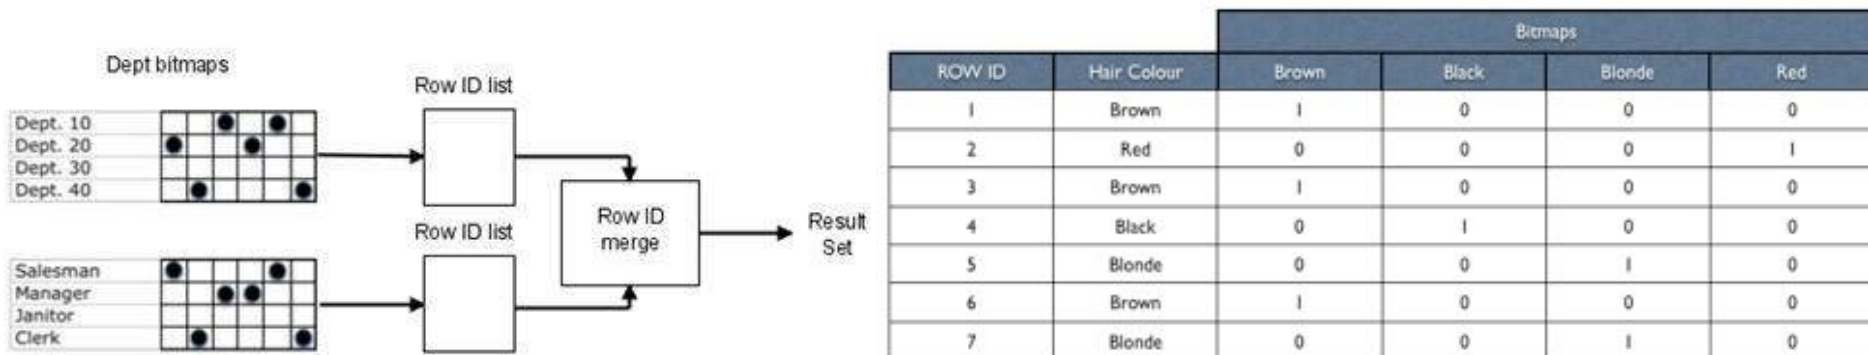 Dept bitmaps
Row ID list
Dept. 10
Dept. 20
Dept. 30
Dept. 40
Row ID list
Row ID
merge
Result
Set
Salesman
Manager
Janitor
Clerk
Bitmaps
ROW ID Hair Colour Brown Black Blonde Red
1 Brown 1 0 0 0
2 Red 0 0 0 1
3 Brown 1 0 0 0
4 Black 0 1 0 0
5 Blonde 0 0 1 0
6 Brown 1 0 0 0
7 Blonde 0 0 1 0